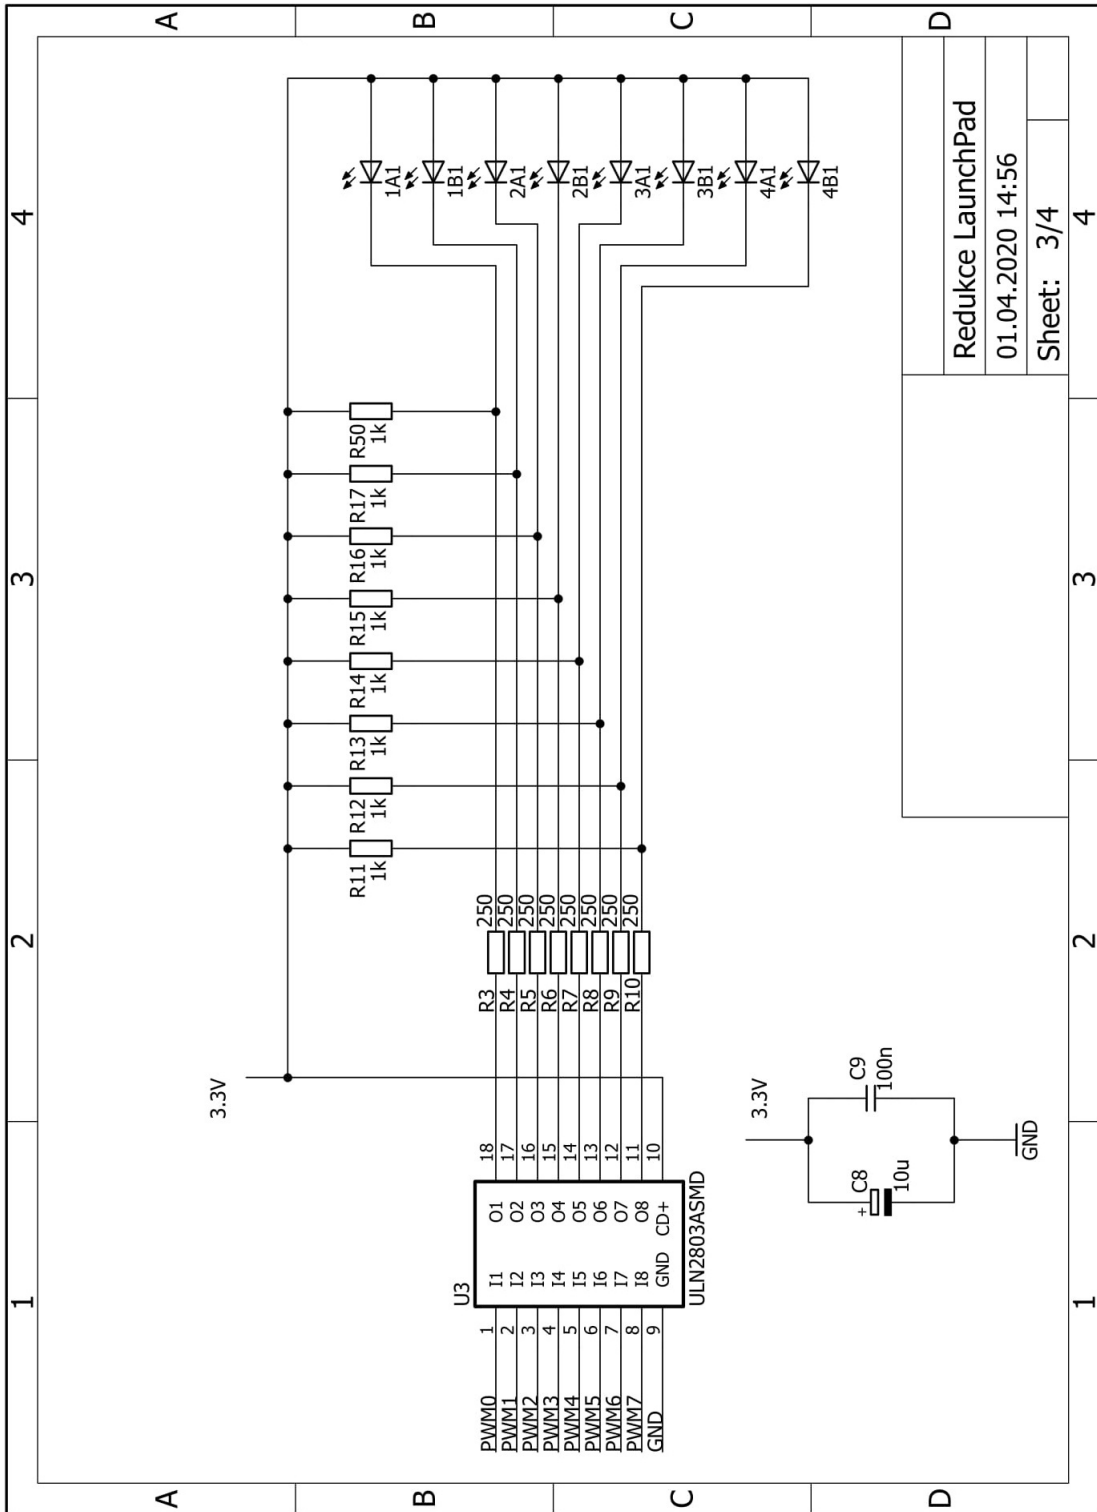 1
2
3
4
A
B
C
D
A
B
C
D
1
2
3
4
3.3V
R11
1k
R12
1k
R13
1k
R14
1k
R15
1k
R16
1k
R17
1k
R50
1k
1A1
1B1
2A1
2B1
3A1
3B1
4A1
4B1
U3
PWM0 1 I1 O1 18 R3 250
PWM1 2 I2 O2 17 R4 250
PWM2 3 I3 O3 16 R5 250
PWM3 4 I4 O4 15 R6 250
PWM4 5 I5 O5 14 R7 250
PWM5 6 I6 O6 13 R8 250
PWM6 7 I7 O7 12 R9 250
PWM7 8 I8 O8 11 R10 250
GND 9 GND CD+ 10
ULN2803ASMD
3.3V
C8
+
10u
C9
100n
GND
Redukce LaunchPad
01.04.2020 14:56
Sheet: 3/4